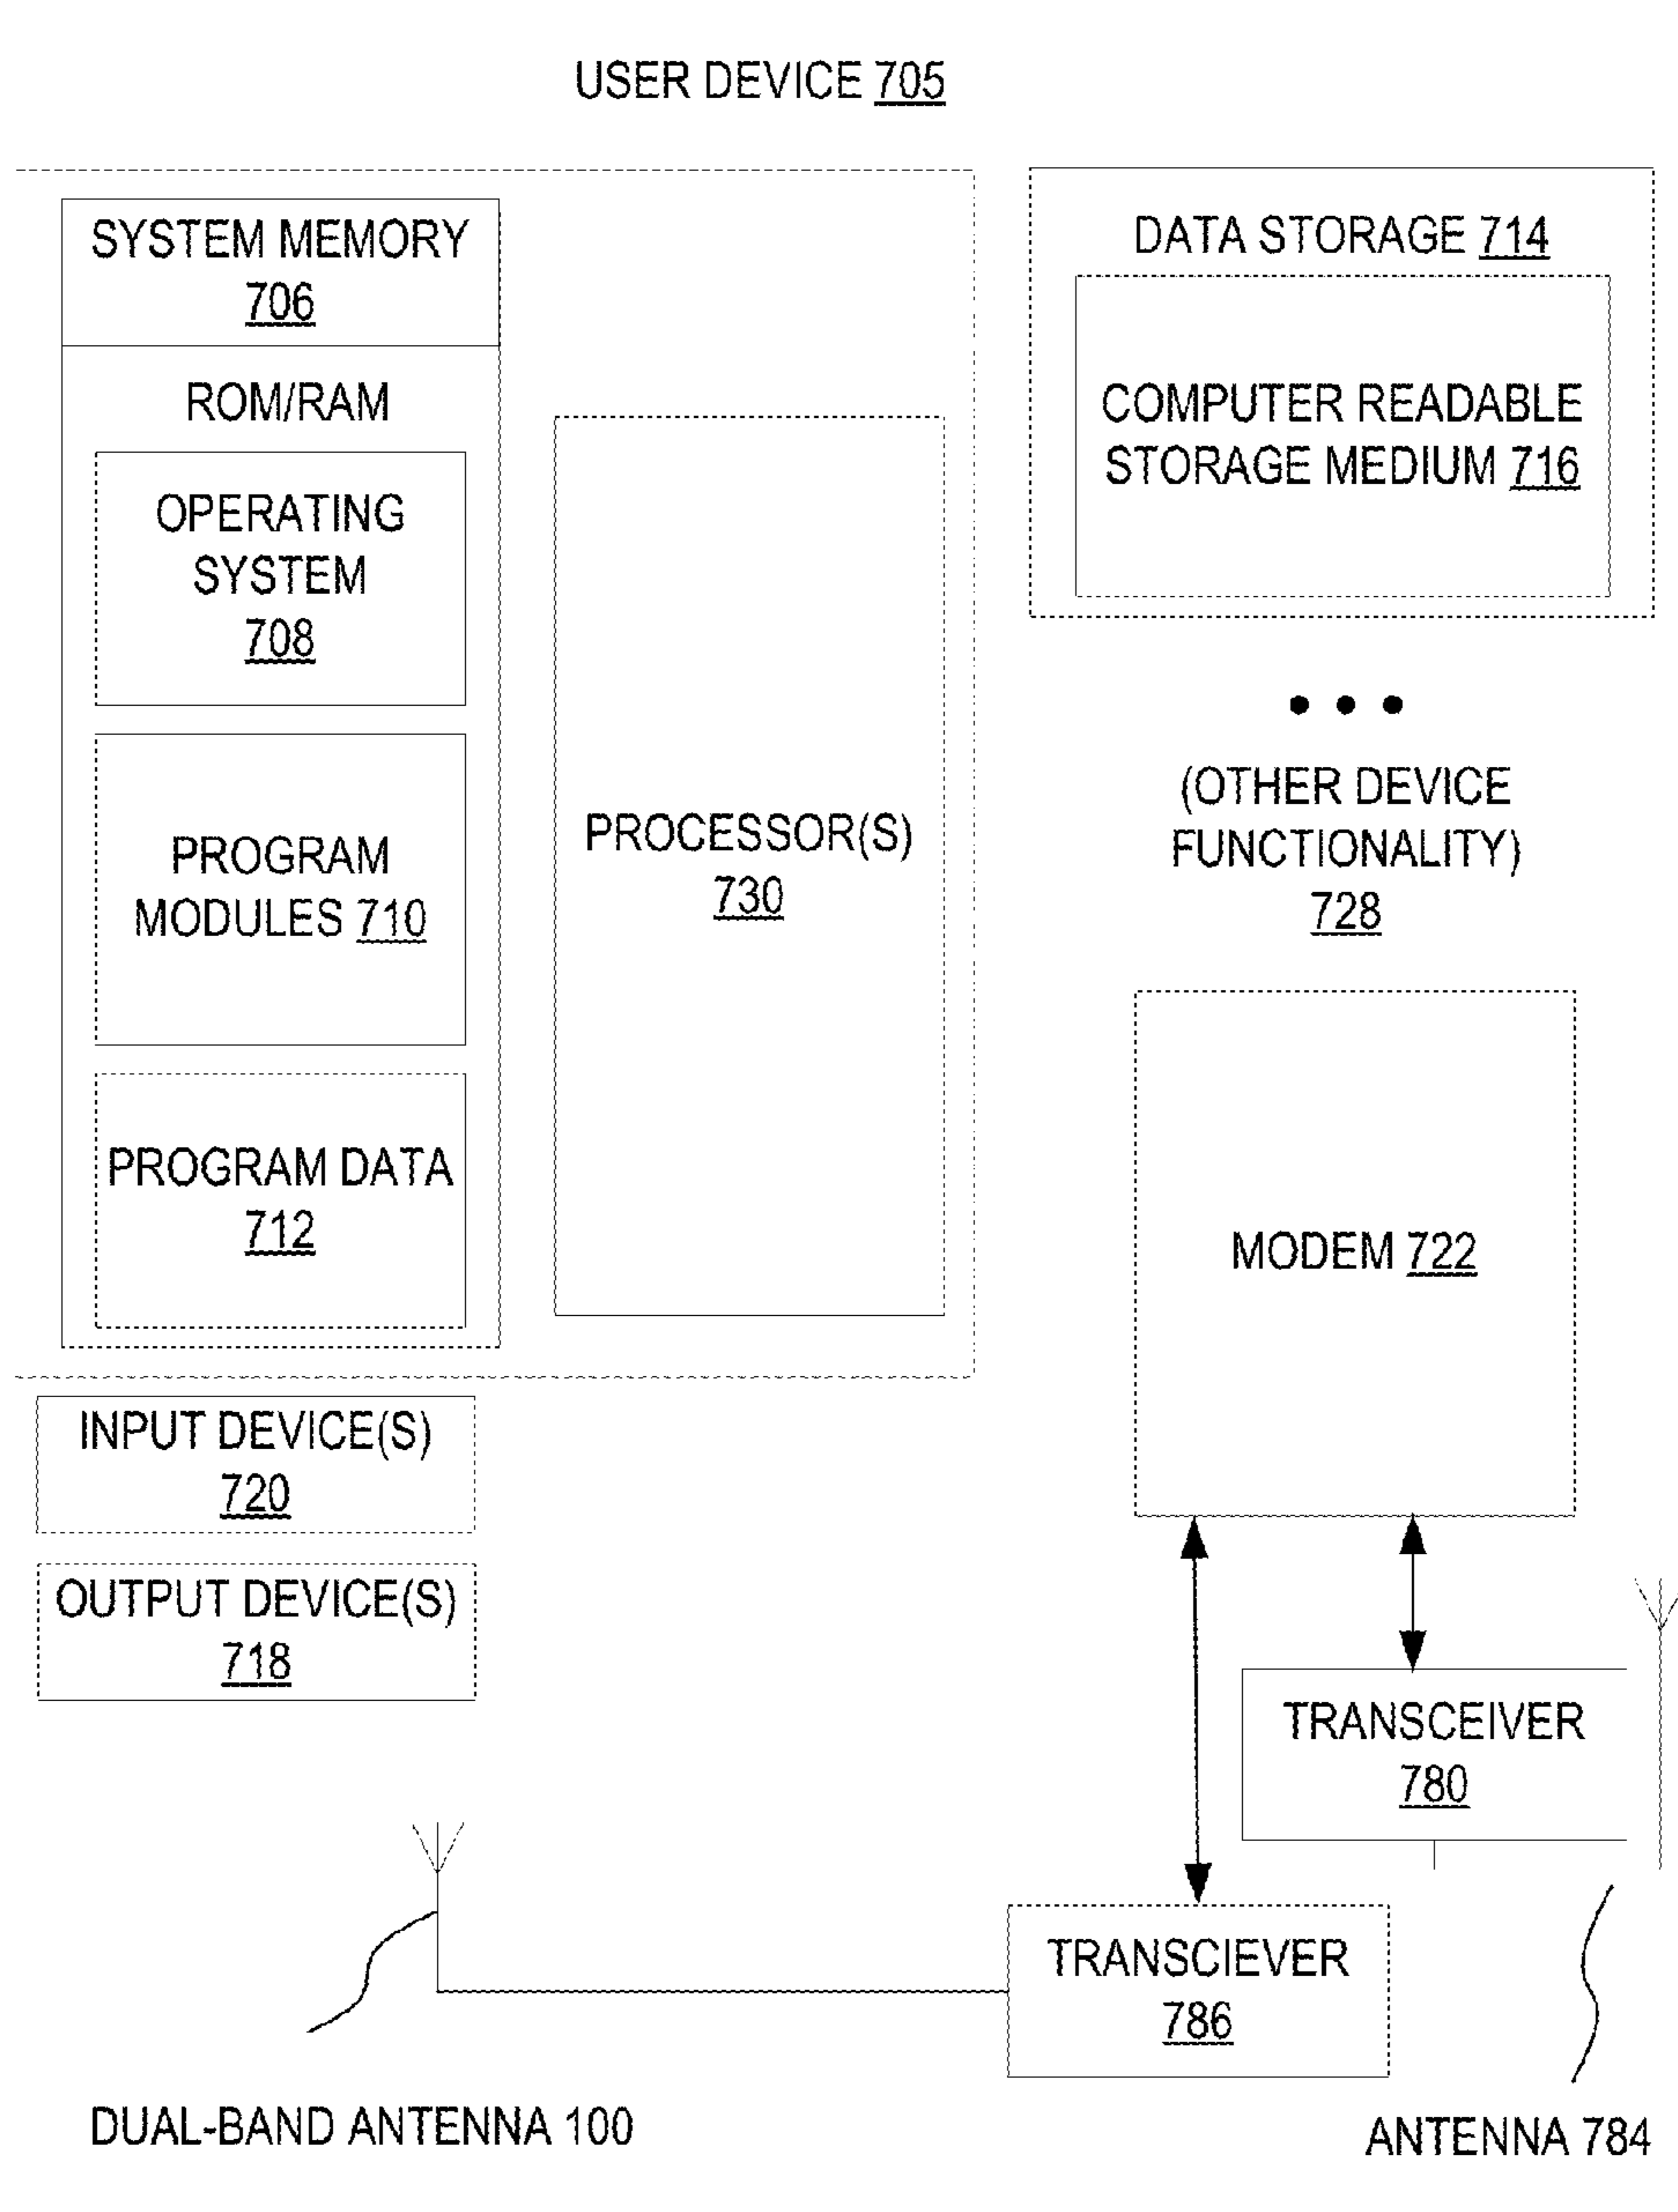 USER DEVICE 705
SYSTEM MEMORY
706
ROM/RAM
OPERATING
SYSTEM
708
PROGRAM
MODULES 710
PROGRAM DATA
712
PROCESSOR(S)
730
INPUT DEVICE(S)
720
OUTPUT DEVICE(S)
718
DATA STORAGE 714
COMPUTER READABLE
STORAGE MEDIUM 716
(OTHER DEVICE
FUNCTIONALITY)
728
MODEM 722
TRANSCEIVER
780
TRANSCIEVER
786
DUAL-BAND ANTENNA 100
ANTENNA 784